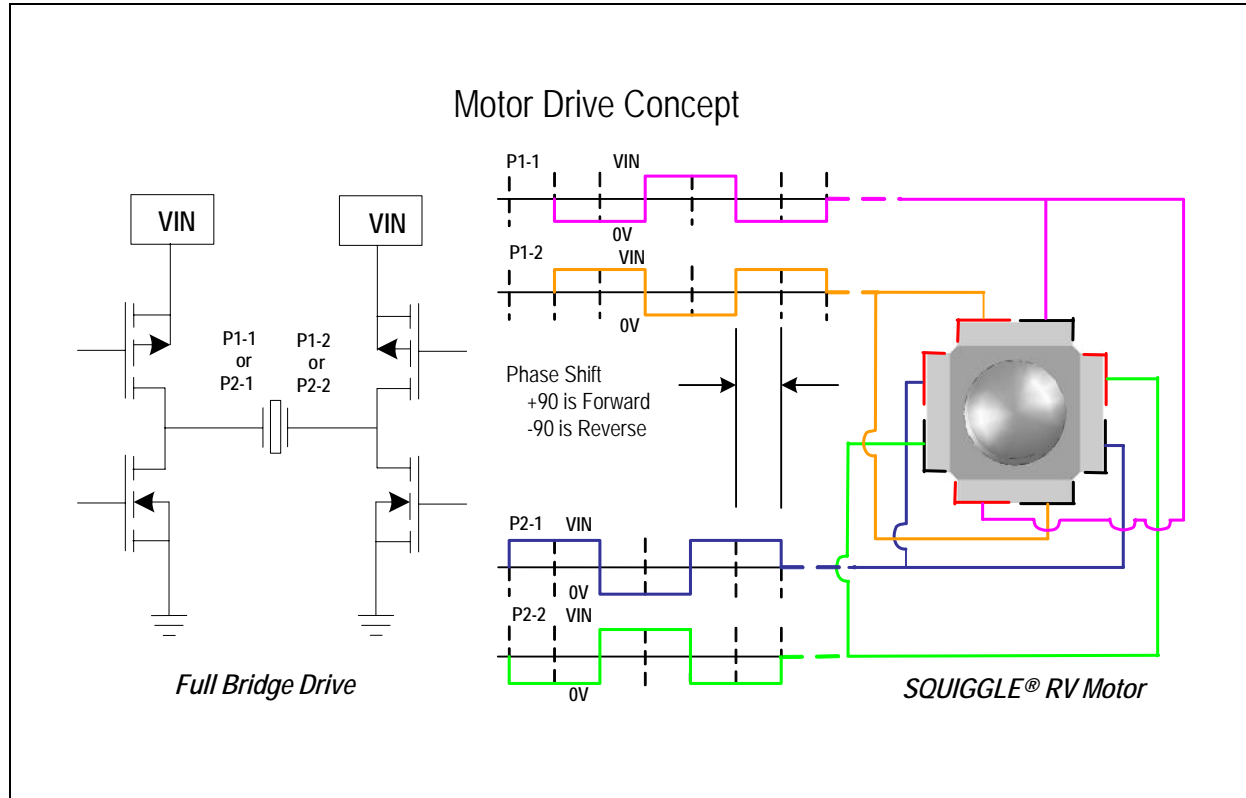 Motor Drive Concept
VIN
VIN
P1-1
or
P2-1
P1-2
or
P2-2
Full Bridge Drive
P1-1
VIN
0V
P1-2
VIN
0V
Phase Shift
+90 is Forward
-90 is Reverse
P2-1
VIN
0V
P2-2
VIN
0V
SQUIGGLE® RV Motor